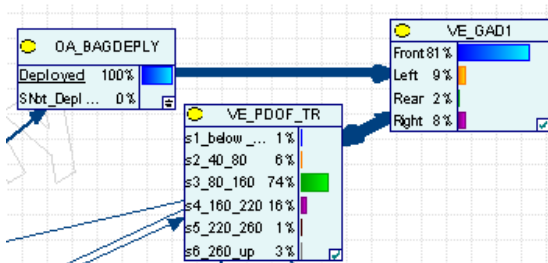 OA_BAGDEPLY
Deployed 100%
SNbt_Depl ... 0%
VE_GAD1
Front 81%
Left 9%
Rear 2%
Right 8%
VE_PDOF_TR
s1_below_... 1%
s2_40_80 6%
s3_80_160 74%
s4_160_220 16%
s5_220_260 1%
s6_260_up 3%